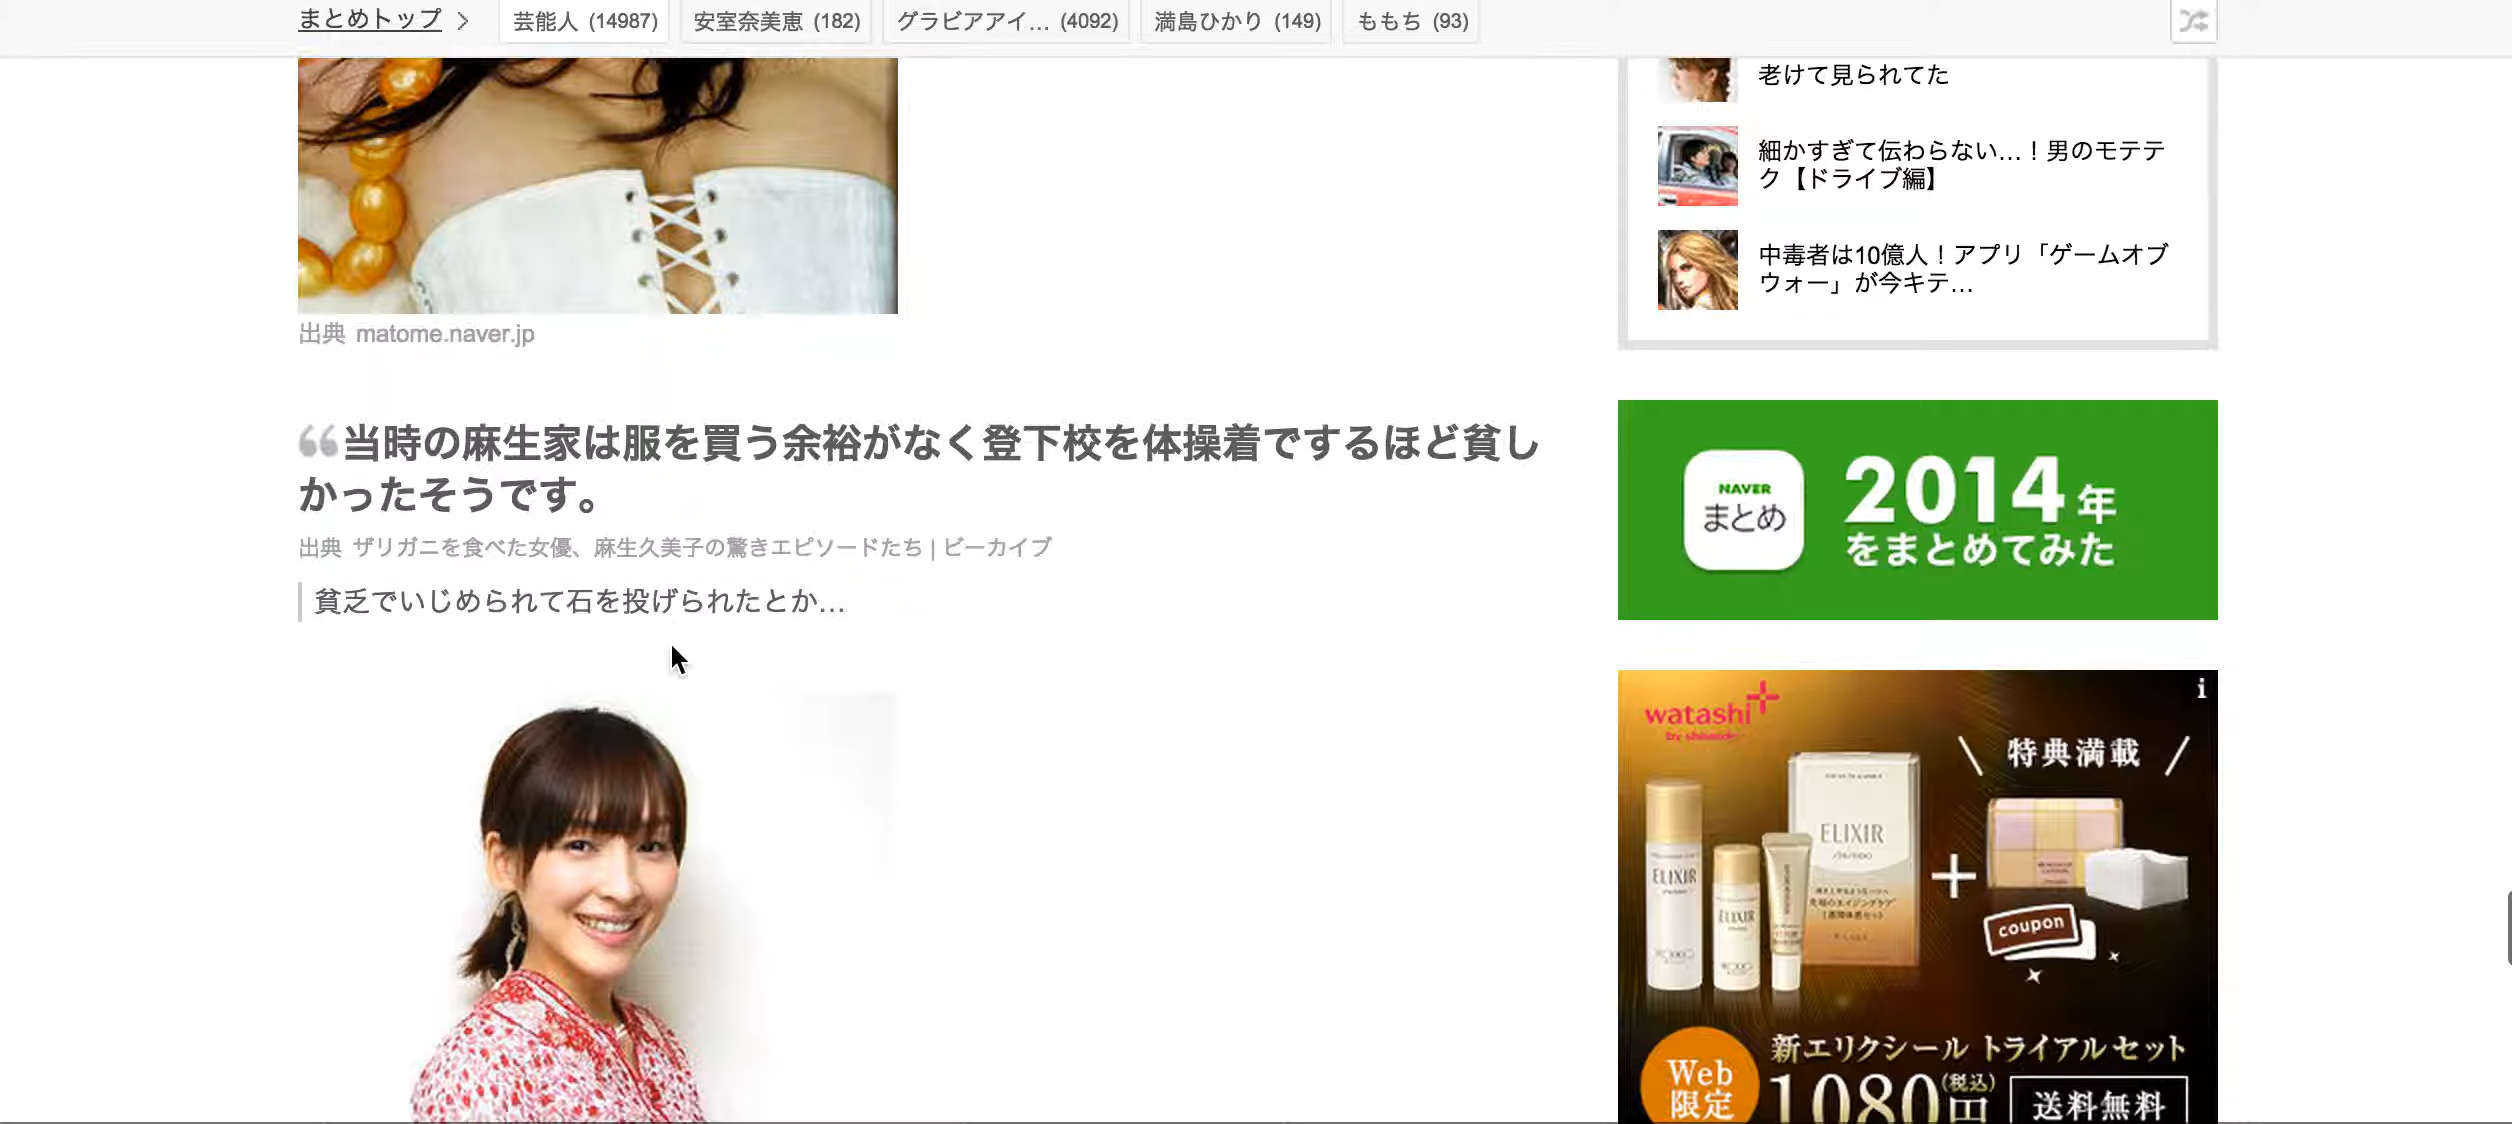 まとめトップ
芸能人 (14987)
安室奈美恵 (182)
グラビアアイ… (4092)
満島ひかり (149)
ももち (93)
出典 matome.naver.jp
当時の麻生家は服を買う余裕がなく登下校を体操着でするほど貧し
かったそうです。
出典 ザリガニを食べた女優、麻生久美子の驚きエピソードたち | ビーカイブ
貧乏でいじめられて石を投げられたとか…
老けて見られてた
細かすぎて伝わらない…！男のモテテ
ク【ドライブ編】
中毒者は10億人！アプリ「ゲームオブ
ウォー」が今キテ…
NAVER
まとめ
2014年
をまとめてみた
watashi+
i
特典満載
ELIXIR
ELIXIR
ELIXIR
+
coupon
Web
限定
新エリクシール トライアルセット
1080円
(税込)
送料無料